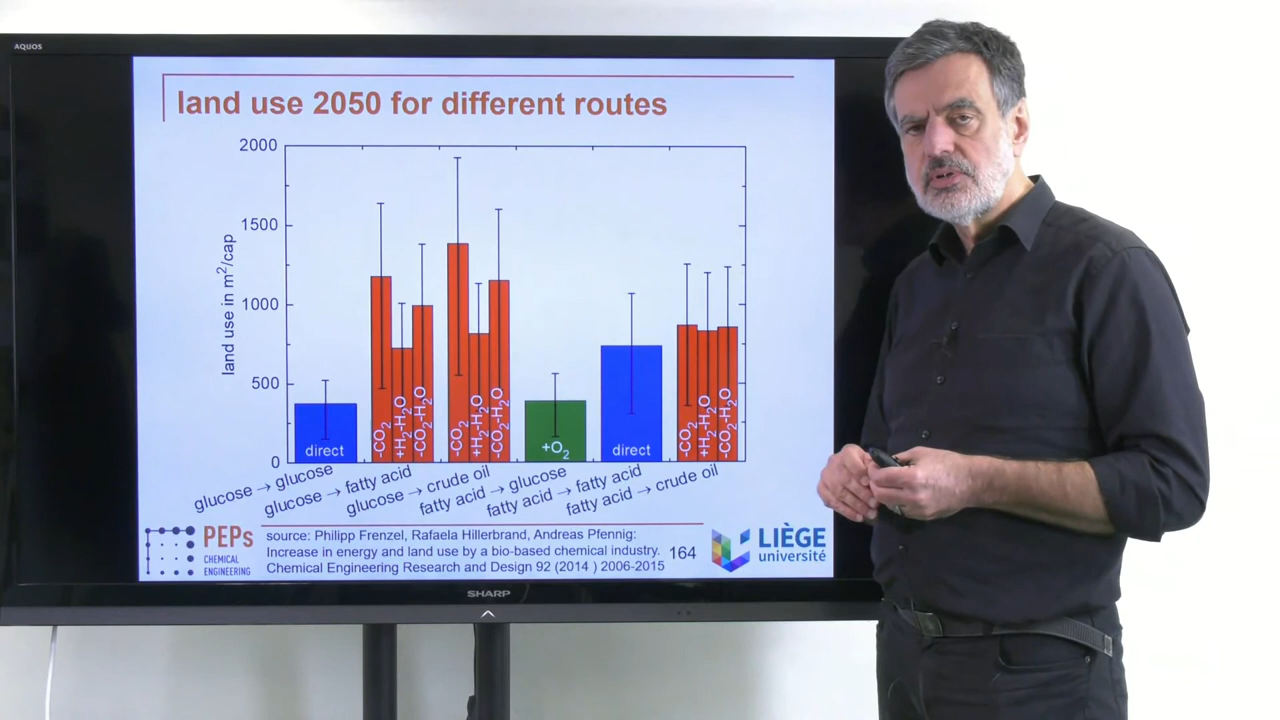 AQUOS
land use 2050 for different routes
2000
1500
1000
500
0
land use in m²/cap
direct
-CO₂
+H₂-H₂O
-CO₂-H₂O
-CO₂
+H₂-H₂O
-CO₂-H₂O
+O₂
direct
-CO₂
+H₂-H₂O
-CO₂-H₂O
glucose → glucose
glucose → fatty acid
glucose → crude oil
fatty acid → glucose
fatty acid → fatty acid
fatty acid → crude oil
PEPs
CHEMICAL
ENGINEERING
source: Philipp Frenzel, Rafaela Hillerbrand, Andreas Pfennig:
Increase in energy and land use by a bio-based chemical industry.
Chemical Engineering Research and Design 92 (2014 ) 2006-2015
164
LIÈGE
université
SHARP